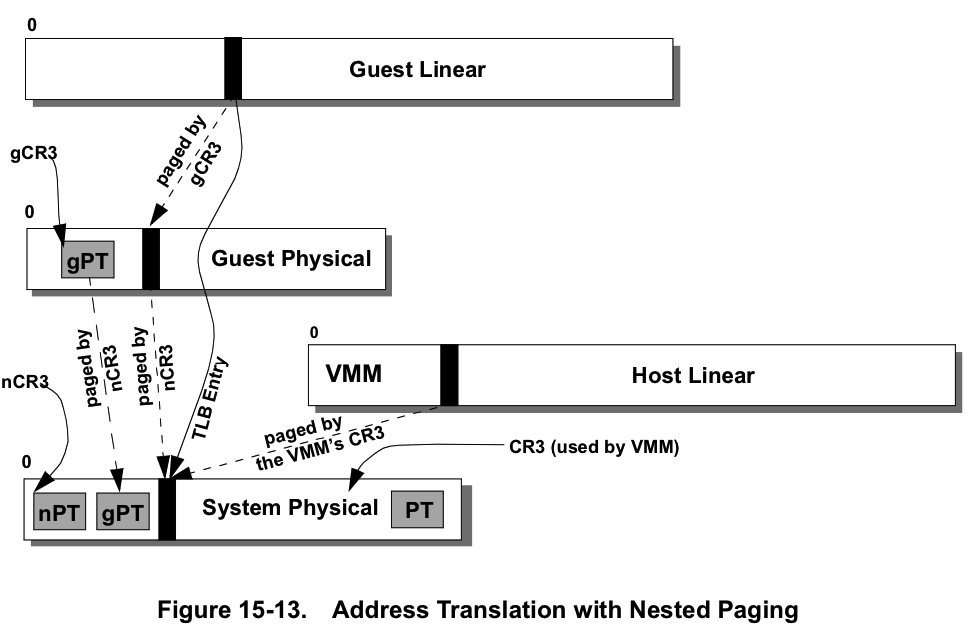 0
Guest Linear
paged by
gCR3
gCR3
0
gPT
Guest Physical
0
VMM
Host Linear
paged by
nCR3
paged by
nCR3
TLB Entry
nCR3
paged by
the VMM's CR3
CR3 (used by VMM)
0
nPT
gPT
System Physical
PT
Figure 15-13. Address Translation with Nested Paging